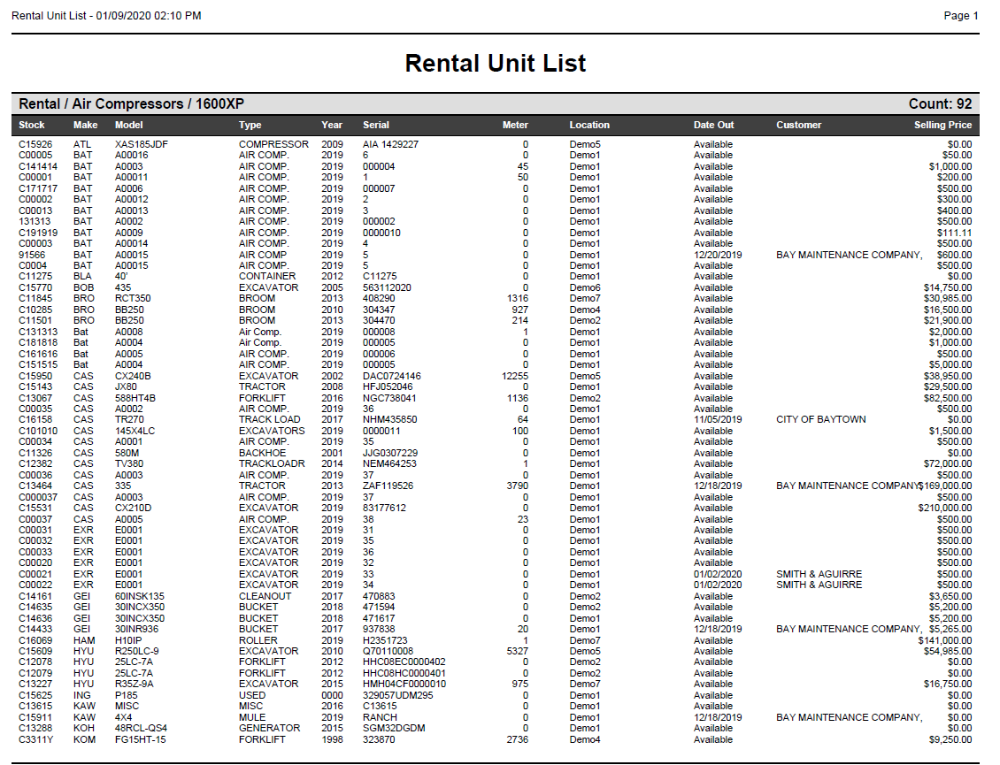 Rental Unit List - 01/09/2020 02:10 PM Page 1
Rental Unit List
Rental / Air Compressors / 1600XP Count: 92
Stock Make Model Type Year Serial Meter Location Date Out Customer Selling Price
C15926 ATL XAS185JDF COMPRESSOR 2009 AIA 1429227 0 Demo5 Available $0.00
C00005 BAT A00016 AIR COMP. 2019 6 0 Demo1 Available $50.00
C141414 BAT A0003 AIR COMP. 2019 000004 45 Demo1 Available $1,000.00
C00001 BAT A00011 AIR COMP. 2019 1 50 Demo1 Available $200.00
C171717 BAT A0006 AIR COMP. 2019 000007 0 Demo1 Available $500.00
C00002 BAT A00012 AIR COMP. 2019 2 0 Demo1 Available $300.00
C00013 BAT A00013 AIR COMP. 2019 3 0 Demo1 Available $400.00
131313 BAT A0002 AIR COMP. 2019 000002 0 Demo1 Available $500.00
C191919 BAT A0009 AIR COMP. 2019 0000010 0 Demo1 Available $111.11
C00003 BAT A00014 AIR COMP. 2019 4 0 Demo1 Available $500.00
91566 BAT A00015 AIR COMP 2019 5 0 Demo1 12/20/2019 BAY MAINTENANCE COMPANY, $600.00
C0004 BAT A00015 AIR COMP. 2019 5 0 Demo1 Available $500.00
C11275 BLA 40' CONTAINER 2012 C11275 0 Demo1 Available $0.00
C15770 BOB 435 EXCAVATOR 2005 563112020 0 Demo6 Available $14,750.00
C11845 BRO RCT350 BROOM 2013 408290 1316 Demo7 Available $30,985.00
C10285 BRO BB250 BROOM 2010 304347 927 Demo4 Available $16,500.00
C11501 BRO BB250 BROOM 2013 304470 214 Demo2 Available $21,900.00
C131313 Bat A0008 Air Comp. 2019 000008 1 Demo1 Available $2,000.00
C181818 Bat A0004 Air Comp. 2019 000005 0 Demo1 Available $1,000.00
C161616 Bat A0005 AIR COMP. 2019 000006 0 Demo1 Available $500.00
C151515 Bat A0004 AIR COMP. 2019 000005 0 Demo1 Available $5,000.00
C15950 CAS CX240B EXCAVATOR 2002 DAC0724146 12255 Demo5 Available $38,950.00
C15143 CAS JX80 TRACTOR 2008 HFJ052046 0 Demo1 Available $29,500.00
C13067 CAS 588HT4B FORKLIFT 2016 NGC738041 1136 Demo2 Available $82,500.00
C00035 CAS A0002 AIR COMP. 2019 36 0 Demo1 Available $500.00
C16158 CAS TR270 TRACK LOAD 2017 NHM435850 64 Demo1 11/05/2019 CITY OF BAYTOWN $0.00
C101010 CAS 145X4LC EXCAVATORS 2019 0000011 100 Demo1 Available $1,500.00
C00034 CAS A0001 AIR COMP. 2019 35 0 Demo1 Available $500.00
C11326 CAS 580M BACKHOE 2001 JJG0307229 0 Demo1 Available $0.00
C12382 CAS TV380 TRACKLOADR 2014 NEM464253 1 Demo1 Available $72,000.00
C00036 CAS A0003 AIR COMP. 2019 37 0 Demo1 Available $500.00
C13464 CAS 335 TRACTOR 2013 ZAF119526 3790 Demo1 12/18/2019 BAY MAINTENANCE COMPANY $169,000.00
C000037 CAS A0003 AIR COMP. 2019 37 0 Demo1 Available $500.00
C15531 CAS CX210D EXCAVATOR 2019 83177612 0 Demo1 Available $210,000.00
C00037 CAS A0005 AIR COMP. 2019 38 23 Demo1 Available $500.00
C00031 EXR E0001 EXCAVATOR 2019 31 0 Demo1 Available $500.00
C00032 EXR E0001 EXCAVATOR 2019 35 0 Demo1 Available $500.00
C00033 EXR E0001 EXCAVATOR 2019 36 0 Demo1 Available $500.00
C00020 EXR E0001 EXCAVATOR 2019 32 0 Demo1 Available $500.00
C00021 EXR E0001 EXCAVATOR 2019 33 0 Demo1 01/02/2020 SMITH & AGUIRRE $500.00
C00022 EXR E0001 EXCAVATOR 2019 34 0 Demo1 01/02/2020 SMITH & AGUIRRE $500.00
C14161 GEI 60INSK135 CLEANOUT 2017 470883 0 Demo2 Available $3,650.00
C14635 GEI 30INCX350 BUCKET 2018 471594 0 Demo2 Available $5,200.00
C14636 GEI 30INCX350 BUCKET 2018 471617 0 Demo1 Available $5,200.00
C14433 GEI 30INR936 BUCKET 2017 937838 20 Demo1 12/18/2019 BAY MAINTENANCE COMPANY, $5,265.00
C16069 HAM H10IP ROLLER 2019 H2351723 1 Demo7 Available $141,000.00
C15609 HYU R250LC-9 EXCAVATOR 2010 Q70110008 5327 Demo5 Available $54,985.00
C12078 HYU 25LC-7A FORKLIFT 2012 HHC08EC0000402 0 Demo2 Available $0.00
C12079 HYU 25LC-7A FORKLIFT 2012 HHC08HC0000401 0 Demo2 Available $0.00
C13227 HYU R35Z-9A EXCAVATOR 2015 HMH04CF0000010 975 Demo7 Available $16,750.00
C15625 ING P185 USED 0000 329057UDM295 0 Demo1 Available $0.00
C13615 KAW MISC MISC 2016 C13615 0 Demo1 Available $0.00
C15911 KAW 4X4 MULE 2019 RANCH 0 Demo1 12/18/2019 BAY MAINTENANCE COMPANY, $0.00
C13288 KOH 48RCL-QS4 GENERATOR 2015 SGM32DGDM 0 Demo1 Available $0.00
C3311Y KOM FG15HT-15 FORKLIFT 1998 323870 2736 Demo4 Available $9,250.00